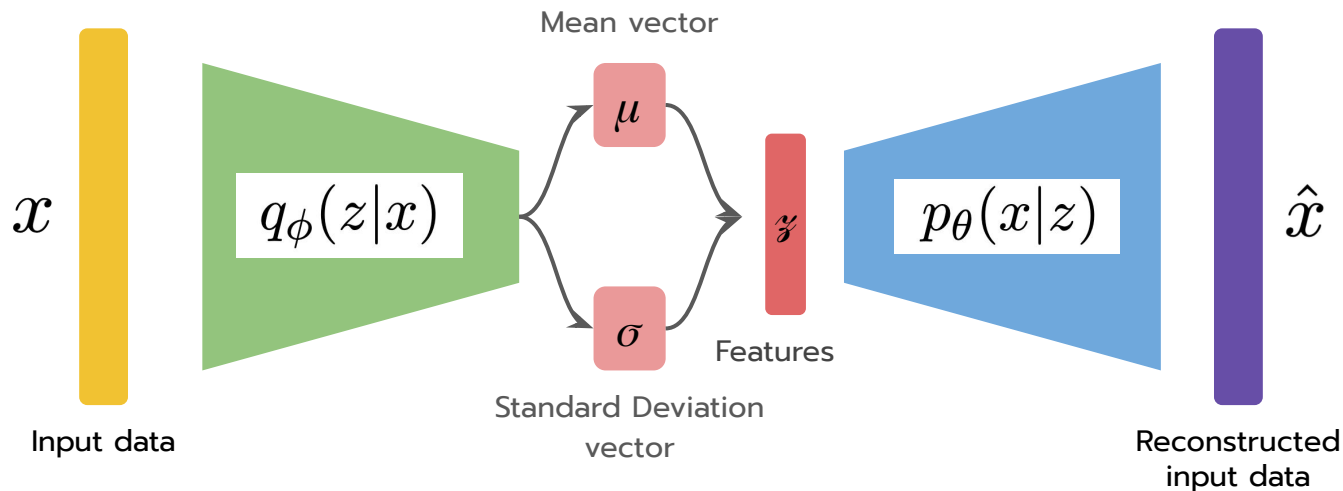 Mean vector
μ
x
q_ϕ(z|x)
z
p_θ(x|z)
x̂
σ
Features
Standard Deviation
vector
Input data
Reconstructed
input data